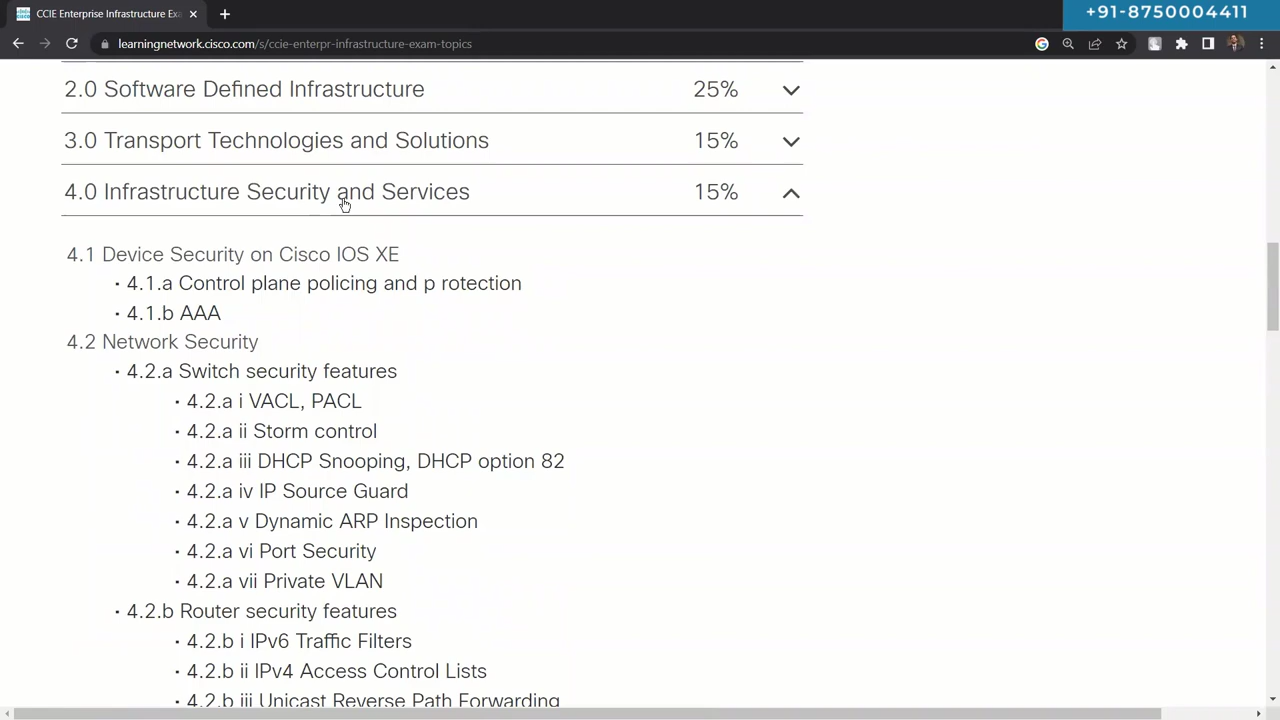 CCIE Enterprise Infrastructure Exa
+91-8750004411
learningnetwork.cisco.com/s/ccie-enterpr-infrastructure-exam-topics
2.0 Software Defined Infrastructure 25%
3.0 Transport Technologies and Solutions 15%
4.0 Infrastructure Security and Services 15%
4.1 Device Security on Cisco IOS XE
· 4.1.a Control plane policing and p rotection
· 4.1.b AAA
4.2 Network Security
· 4.2.a Switch security features
· 4.2.a i VACL, PACL
· 4.2.a ii Storm control
· 4.2.a iii DHCP Snooping, DHCP option 82
· 4.2.a iv IP Source Guard
· 4.2.a v Dynamic ARP Inspection
· 4.2.a vi Port Security
· 4.2.a vii Private VLAN
· 4.2.b Router security features
· 4.2.b i IPv6 Traffic Filters
· 4.2.b ii IPv4 Access Control Lists
· 4.2.b iii Unicast Reverse Path Forwarding